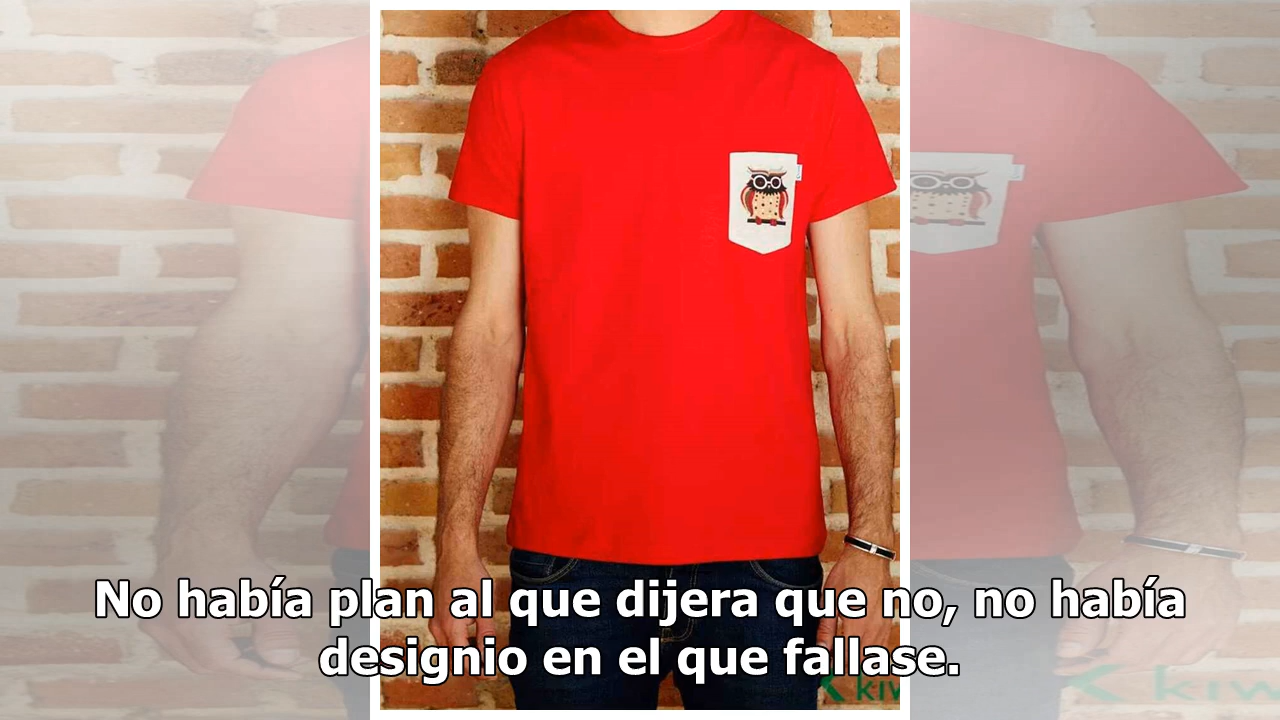 No había plan al que dijera que no, no había
designio en el que fallase.